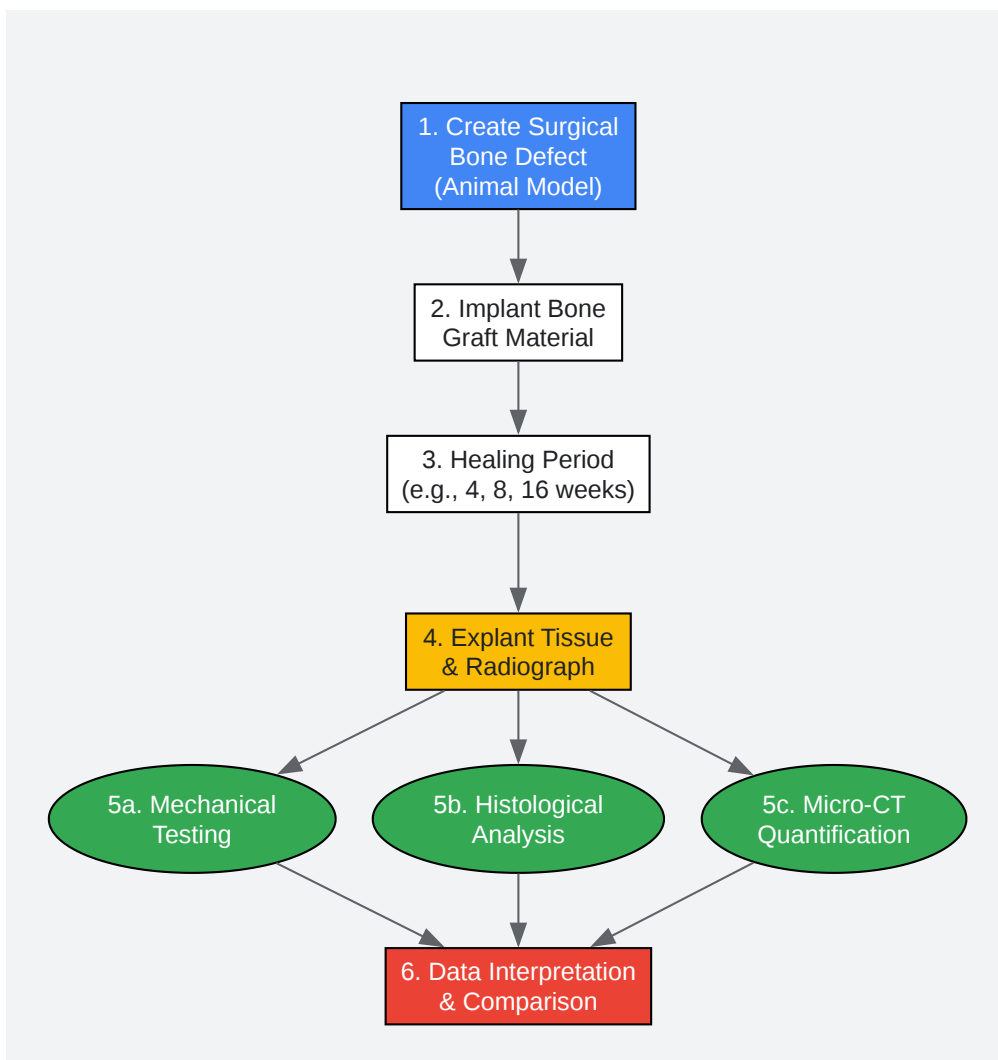 1. Create Surgical
Bone Defect
(Animal Model)
2. Implant Bone
Graft Material
3. Healing Period
(e.g., 4, 8, 16 weeks)
4. Explant Tissue
& Radiograph
5a. Mechanical
Testing
5b. Histological
Analysis
5c. Micro-CT
Quantification
6. Data Interpretation
& Comparison